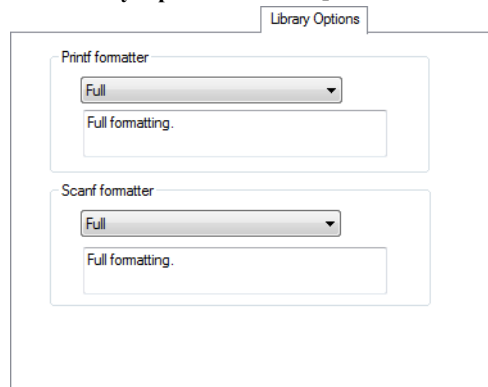 Library Options
Printf formatter
Full
Full formatting.
Scanf formatter
Full
Full formatting.